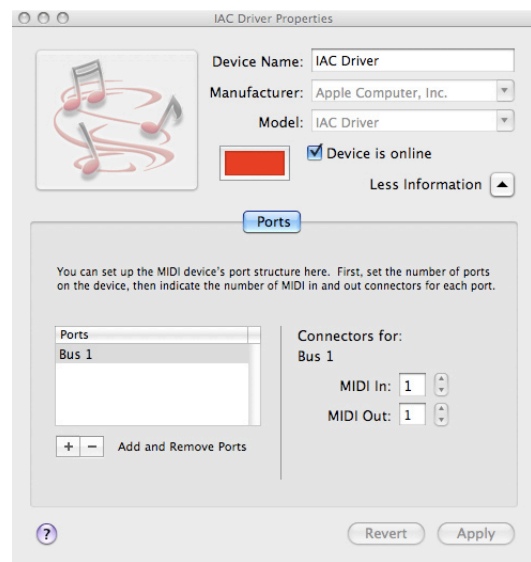 IAC Driver Properties
Device Name: IAC Driver
Manufacturer: Apple Computer, Inc.
Model: IAC Driver
Device is online
Less Information
Ports
You can set up the MIDI device's port structure here. First, set the number of ports
on the device, then indicate the number of MIDI in and out connectors for each port.
Ports
Bus 1
+ - Add and Remove Ports
Connectors for:
Bus 1
MIDI In: 1
MIDI Out: 1
?
Revert Apply